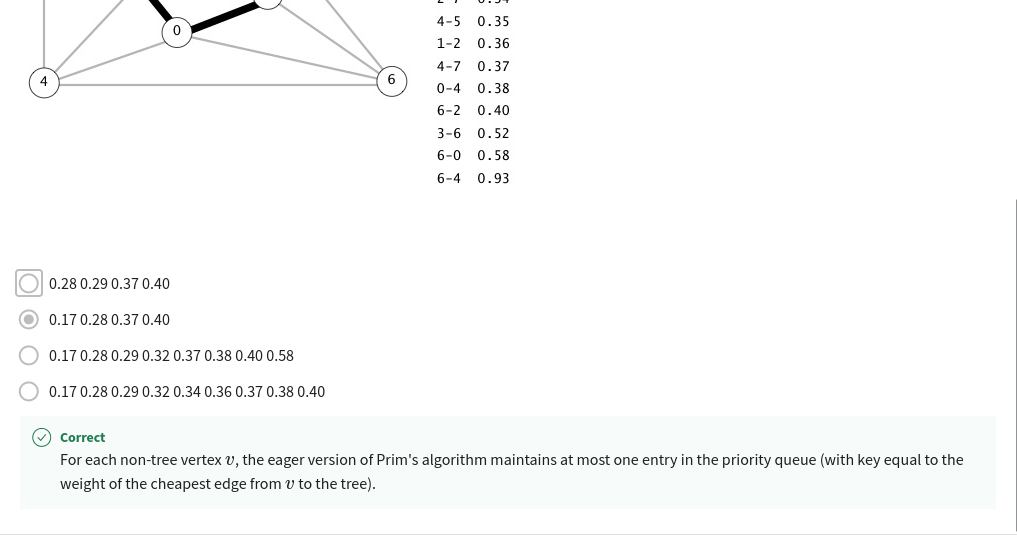 2-7 0.34
0
4-5 0.35
1-2 0.36
4-7 0.37
4
6
0-4 0.38
6-2 0.40
3-6 0.52
6-0 0.58
6-4 0.93
0.28 0.29 0.37 0.40
0.17 0.28 0.37 0.40
0.17 0.28 0.29 0.32 0.37 0.38 0.40 0.58
0.17 0.28 0.29 0.32 0.34 0.36 0.37 0.38 0.40
Correct
For each non-tree vertex v, the eager version of Prim's algorithm maintains at most one entry in the priority queue (with key equal to the
weight of the cheapest edge from v to the tree).